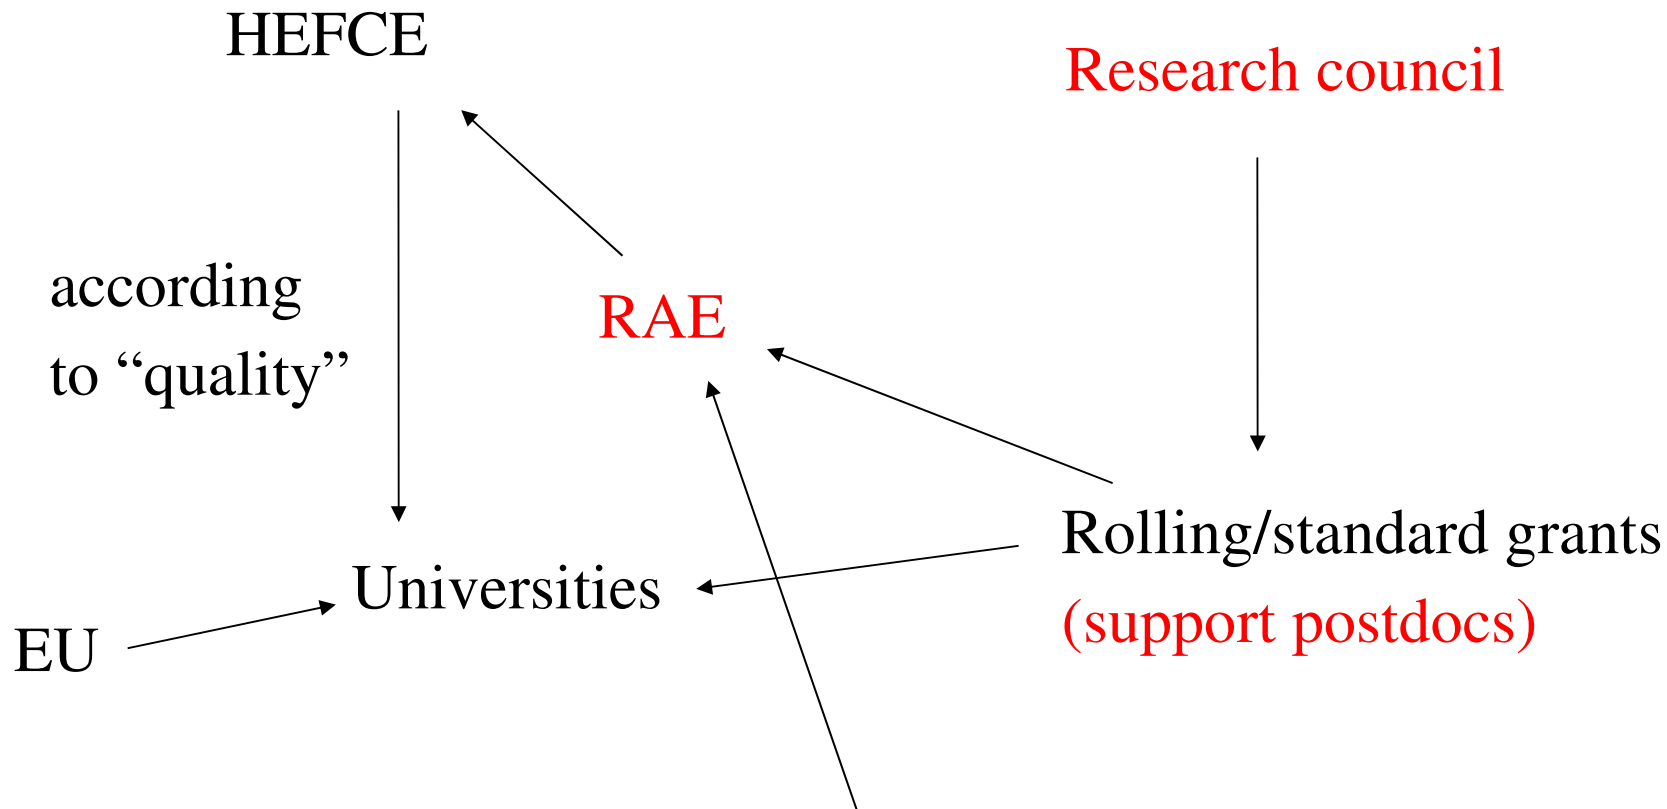 HEFCE
Research council
according
to “quality”
RAE
Rolling/standard grants
(support postdocs)
Universities
EU